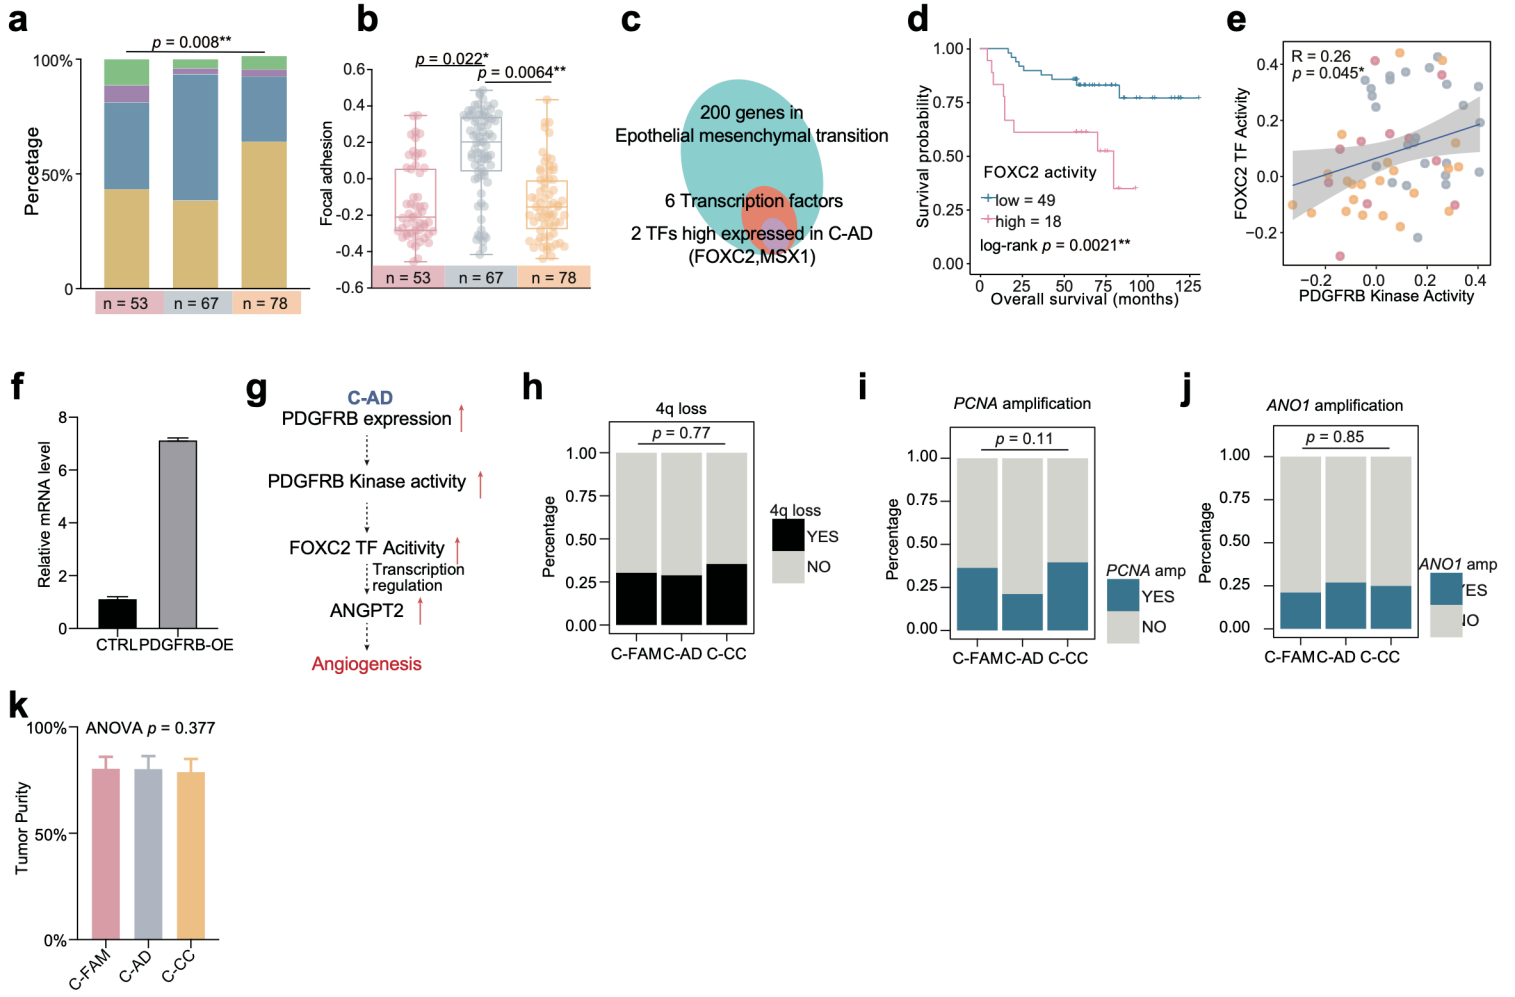 a
p = 0.008**
100%
50%
0
Percentage
n = 53
n = 67
n = 78
b
p = 0.022*
p = 0.0064**
0.6
0.4
0.2
0.0
-0.2
-0.4
-0.6
Focal adhesion
n = 53
n = 67
n = 78
c
200 genes in
Epothelial mesenchymal transition
6 Transcription factors
2 TFs high expressed in C-AD
(FOXC2,MSX1)
d
1.00
0.75
0.50
0.25
0.00
Survival probability
FOXC2 activity
low = 49
high = 18
log-rank p = 0.0021**
0 25 50 75 100 125
Overall survival (months)
e
R = 0.26
p = 0.045*
0.4
0.2
0.0
−0.2
FOXC2 TF Activity
−0.2 0.0 0.2 0.4
PDGFRB Kinase Activity
f
8
6
4
2
0
Relative mRNA level
CTRL PDGFRB-OE
g
C-AD
PDGFRB expression
PDGFRB Kinase activity
FOXC2 TF Acitivity
Transcription
regulation
ANGPT2
Angiogenesis
h
4q loss
p = 0.77
1.00
0.75
0.50
0.25
0.00
Percentage
C-FAM C-AD C-CC
4q loss
YES
NO
i
PCNA amplification
p = 0.11
1.00
0.75
0.50
0.25
0.00
Percentage
C-FAM C-AD C-CC
PCNA amp
YES
NO
j
ANO1 amplification
p = 0.85
1.00
0.75
0.50
0.25
0.00
Percentage
C-FAM C-AD C-CC
ANO1 amp
YES
NO
k
ANOVA p = 0.377
100%
50%
0%
Tumor Purity
C-FAM
C-AD
C-CC